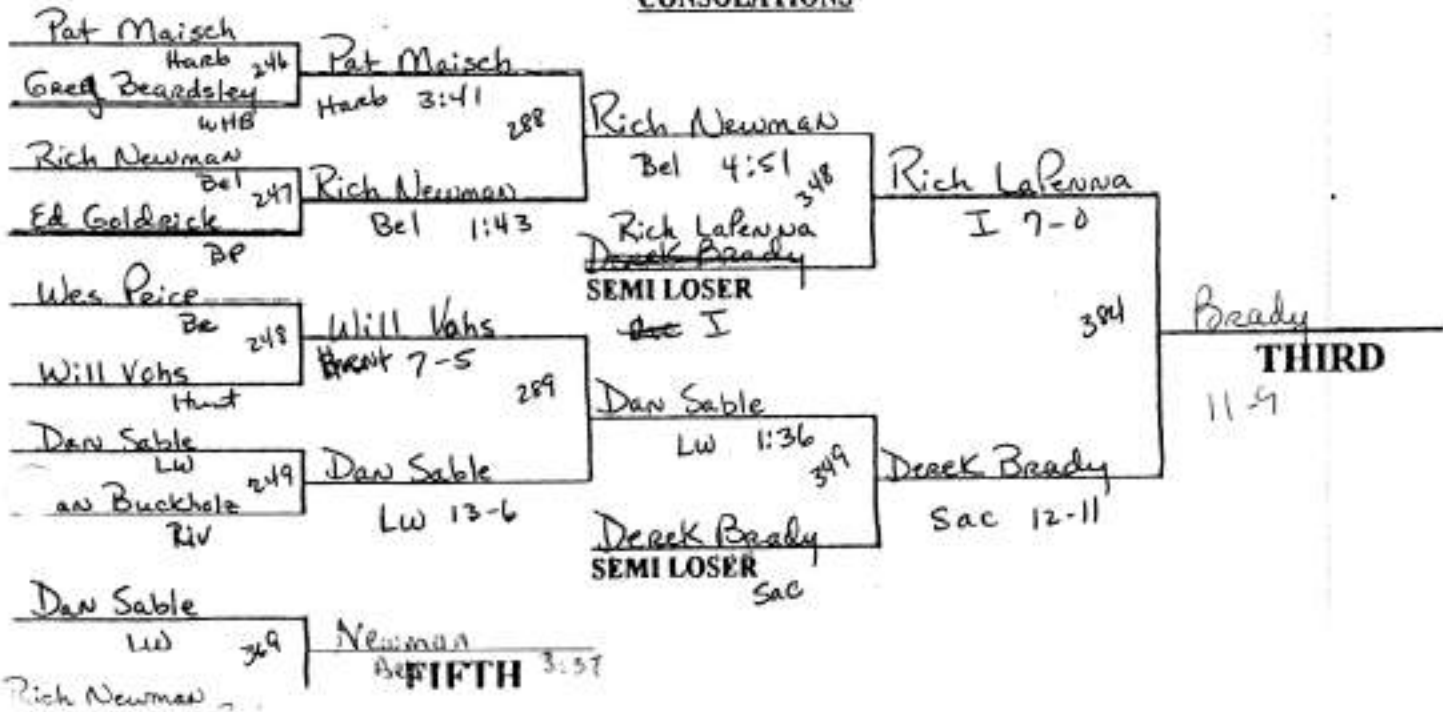 CONSOLATIONS
Pat Maisch
Harb 246
Greg Beardsley
WHB
Pat Maisch
Harb 3:41
288
Rich Newman
Bel 247
Ed Goldrick
BP
Rich Newman
Bel 1:43
Rich Newman
Bel 4:51
348
Rich LaPenna
Derek Brady
SEMI LOSER
Sac I
Rich LaPenna
I 7-0
Wes Peice
Be 248
Will Vohs
Hunt
Will Vohs
Hunt 7-5
289
Dan Sable
LW 249
an Buckholz
Riv
Dan Sable
LW 13-6
Dan Sable
LW 1:36
349
Derek Brady
SEMI LOSER
Sac
Derek Brady
Sac 12-11
384
Brady
THIRD
Dan Sable
LW 369
Rich Newman
Newman
Bel FIFTH 3:37